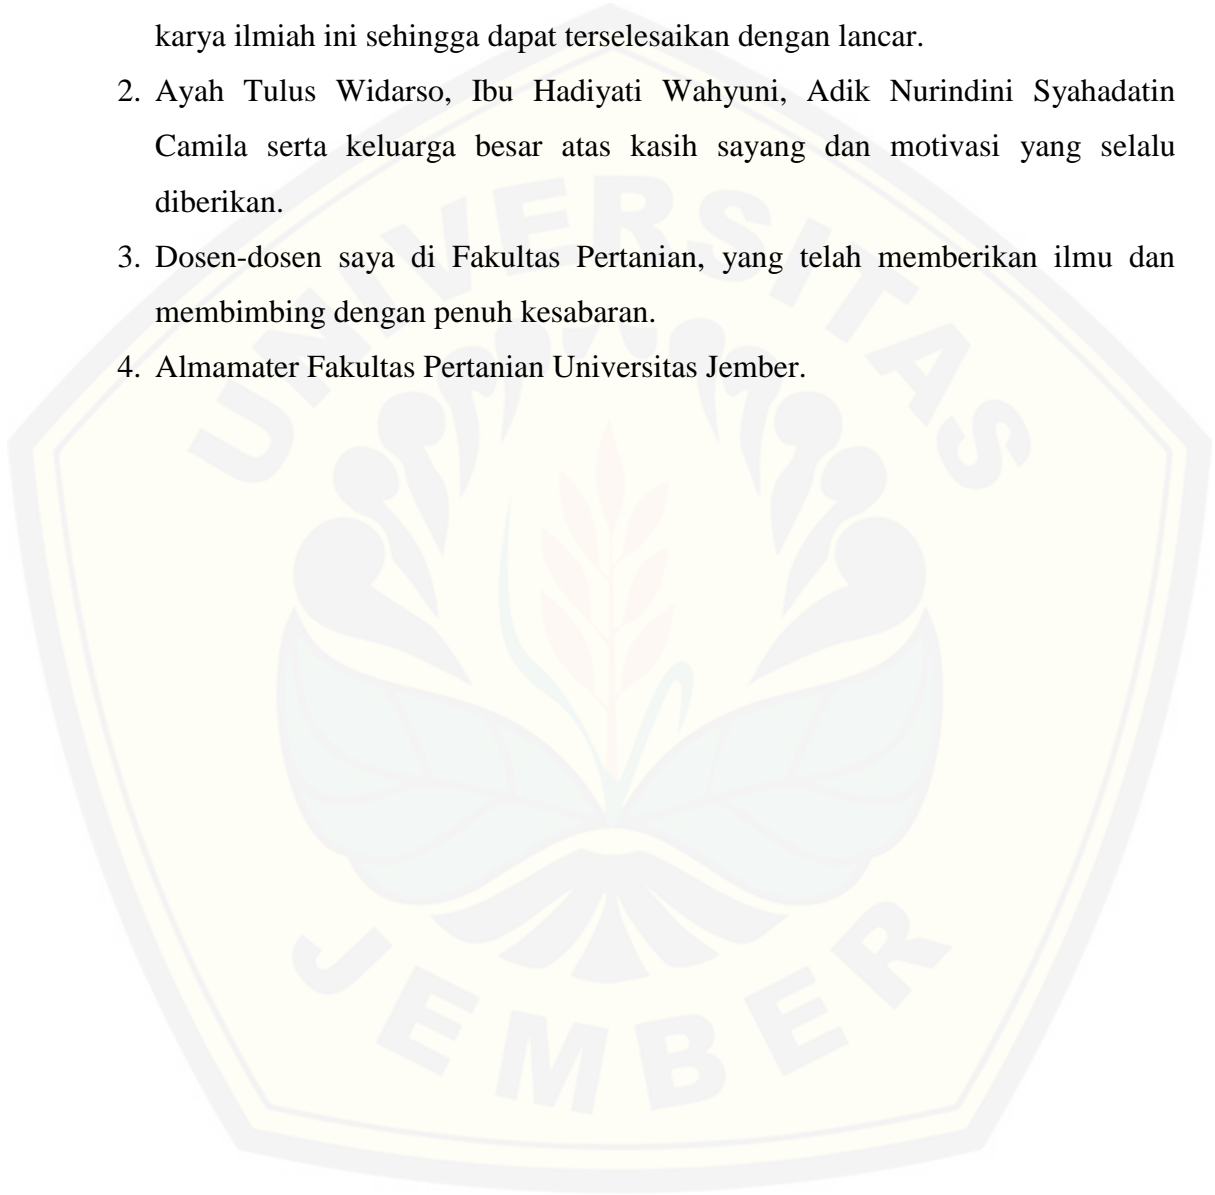 karya ilmiah ini sehingga dapat terselesaikan dengan lancar.
2. Ayah Tulus Widarso, Ibu Hadiyati Wahyuni, Adik Nurindini Syahadatin
Camila serta keluarga besar atas kasih sayang dan motivasi yang selalu
diberikan.
3. Dosen-dosen saya di Fakultas Pertanian, yang telah memberikan ilmu dan
membimbing dengan penuh kesabaran.
4. Almamater Fakultas Pertanian Universitas Jember.
UNIVERSITAS
JEMBER